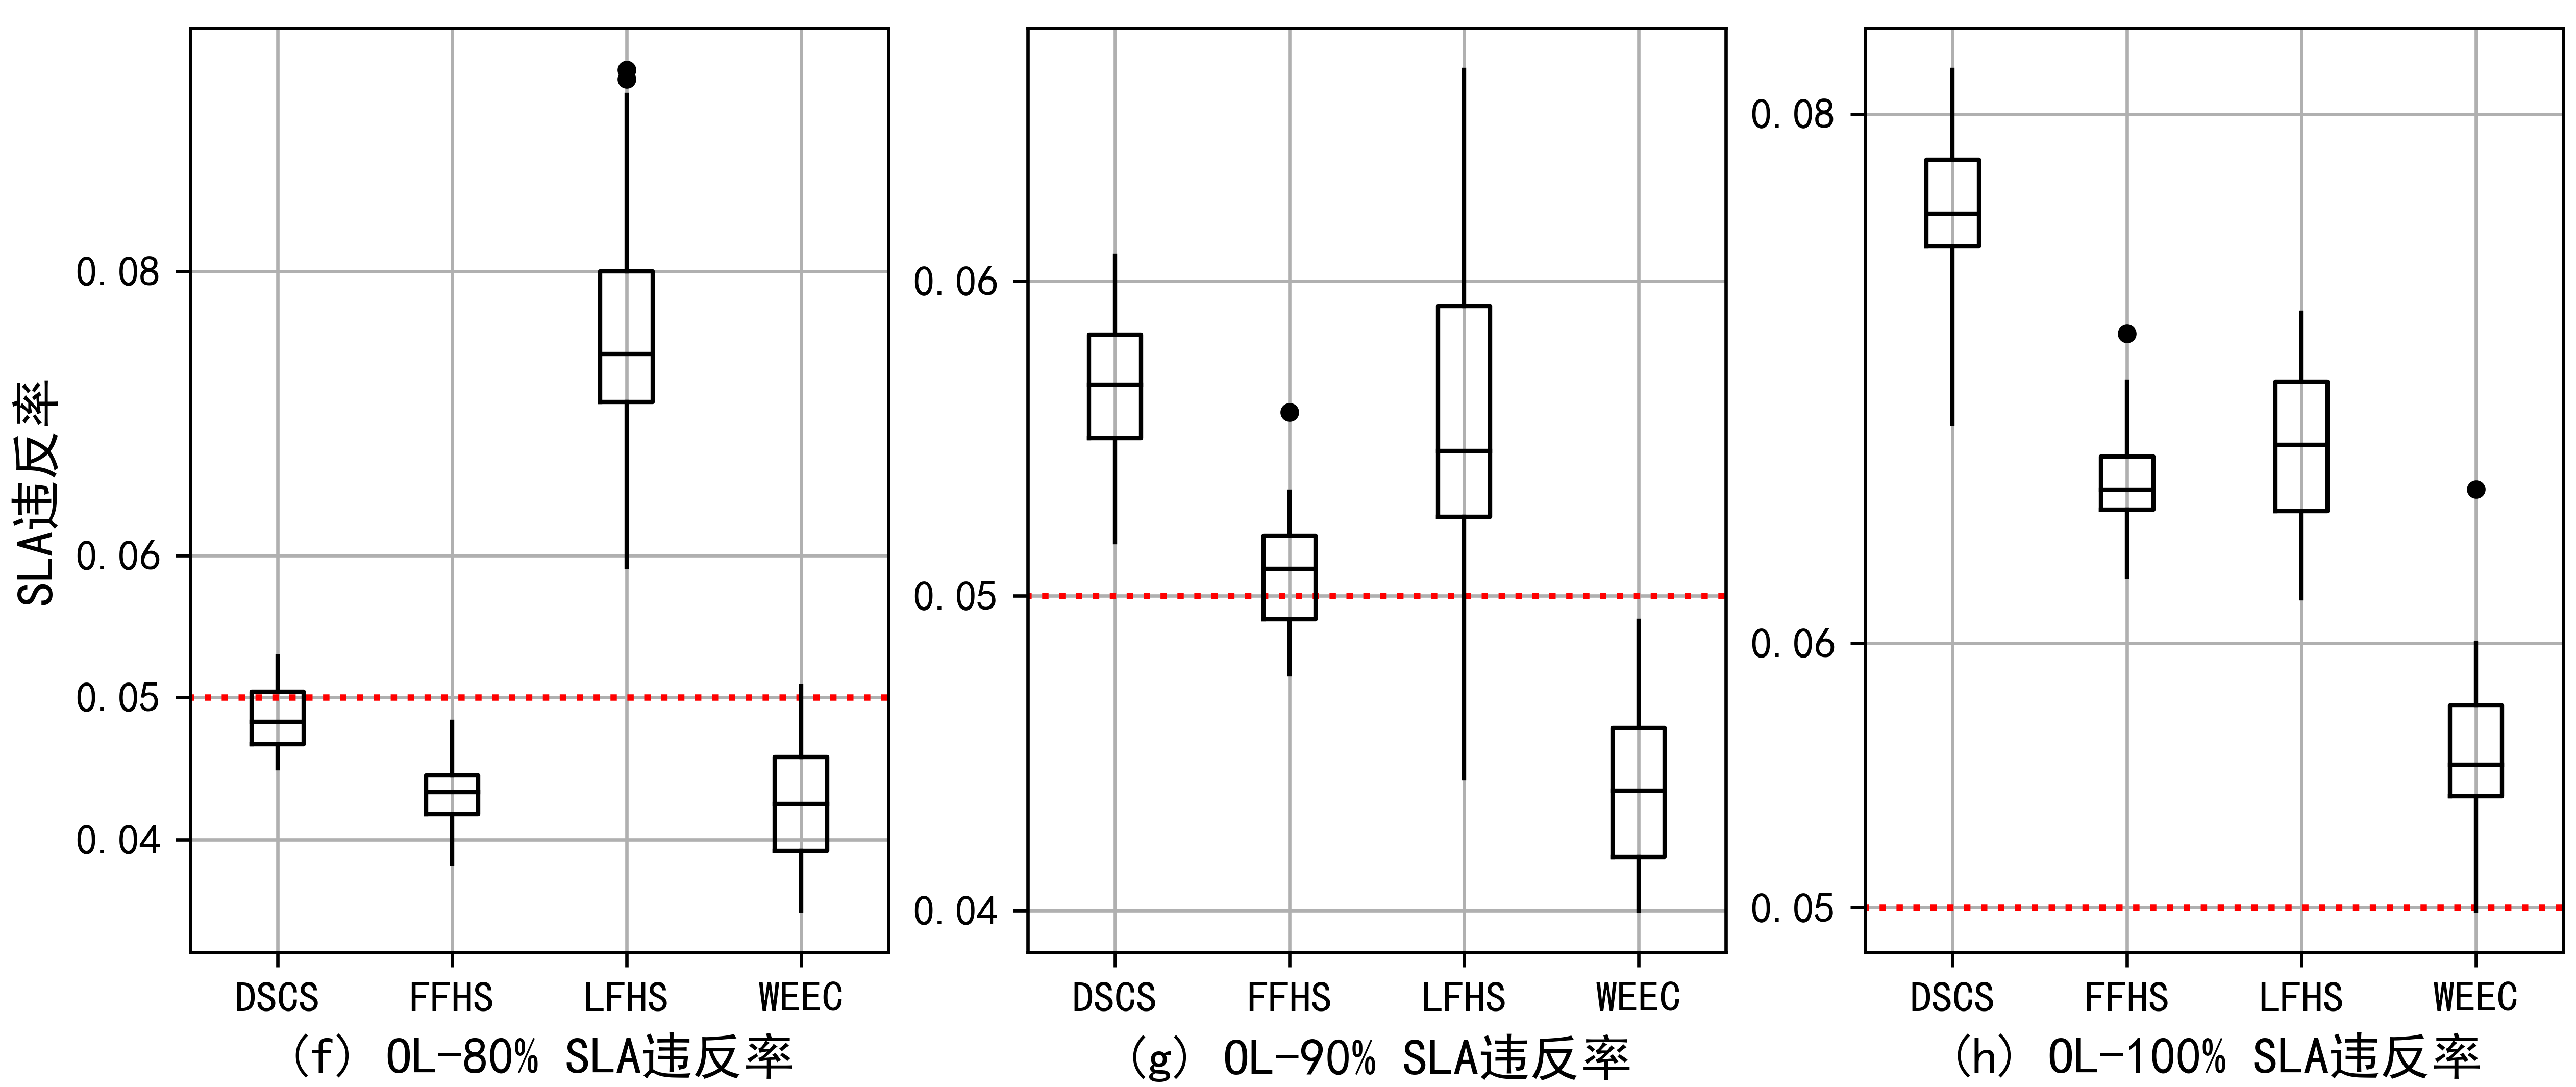 SLA违反率
0.08
0.06
0.05
0.04
DSCS FFHS LFHS WEEC
(f) OL-80% SLA违反率
0.06
0.05
0.04
DSCS FFHS LFHS WEEC
(g) OL-90% SLA违反率
0.08
0.06
0.05
DSCS FFHS LFHS WEEC
(h) OL-100% SLA违反率